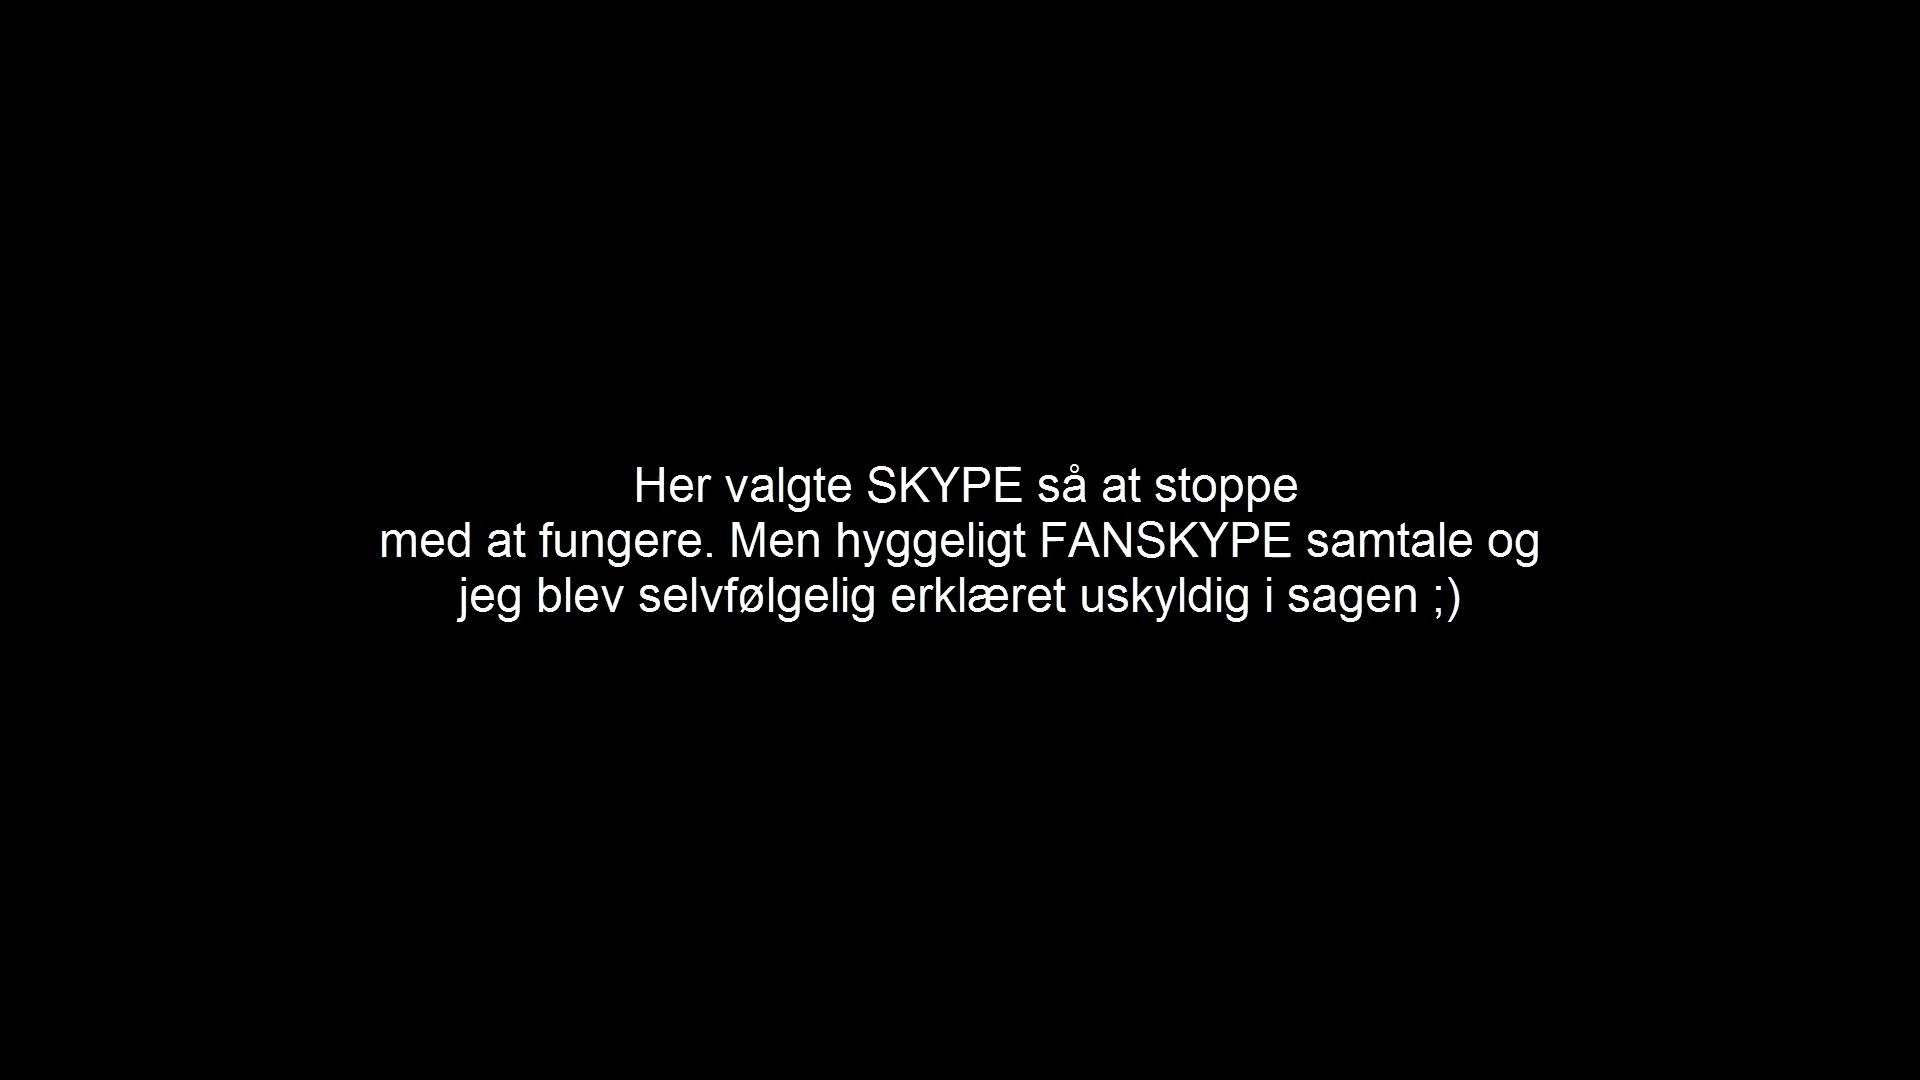 Her valgte SKYPE så at stoppe
med at fungere. Men hyggeligt FANSKYPE samtale og
jeg blev selvfølgelig erklæret uskyldig i sagen ;)